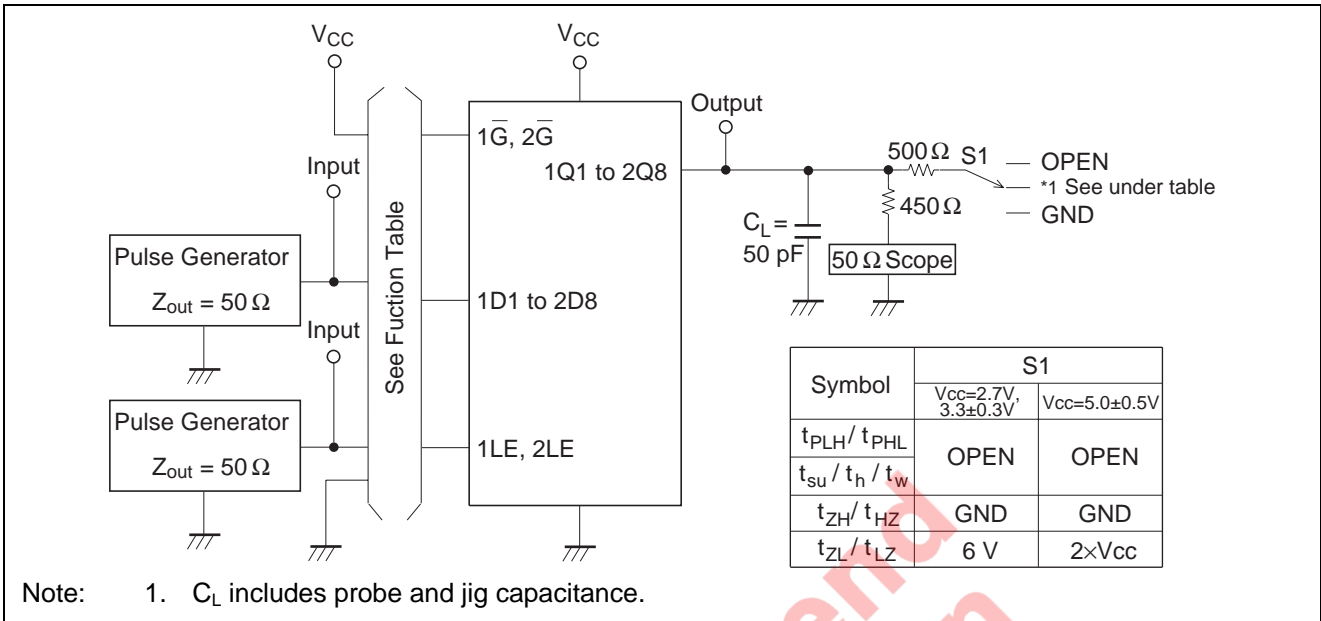 VCC
VCC
Output
1G, 2G
Input
1Q1 to 2Q8
500 Ω S1
OPEN
*1 See under table
GND
450 Ω
CL =
50 pF
50 Ω Scope
Pulse Generator
Zout = 50 Ω
See Fuction Table
1D1 to 2D8
Input
Pulse Generator
Zout = 50 Ω
1LE, 2LE
Symbol
S1
Vcc=2.7V,
3.3±0.3V
Vcc=5.0±0.5V
tPLH / tPHL
OPEN
OPEN
tsu / th / tw
tZH / tHZ
GND
GND
tZL / tLZ
6 V
2×Vcc
Note: 1. CL includes probe and jig capacitance.